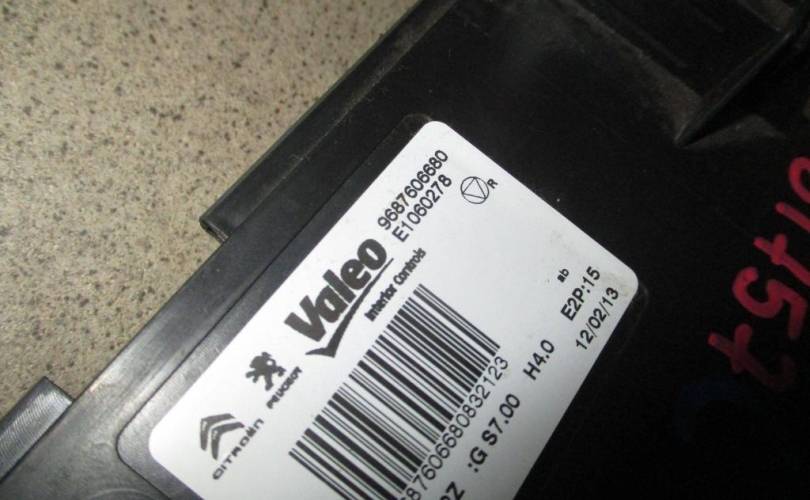 9687606680
E1060278
R
Valeo
Interior Controls
PEUGEOT
CITROËN
87606680832123
:G S7.00
H4.0
ab
E2P:15
12/02/13